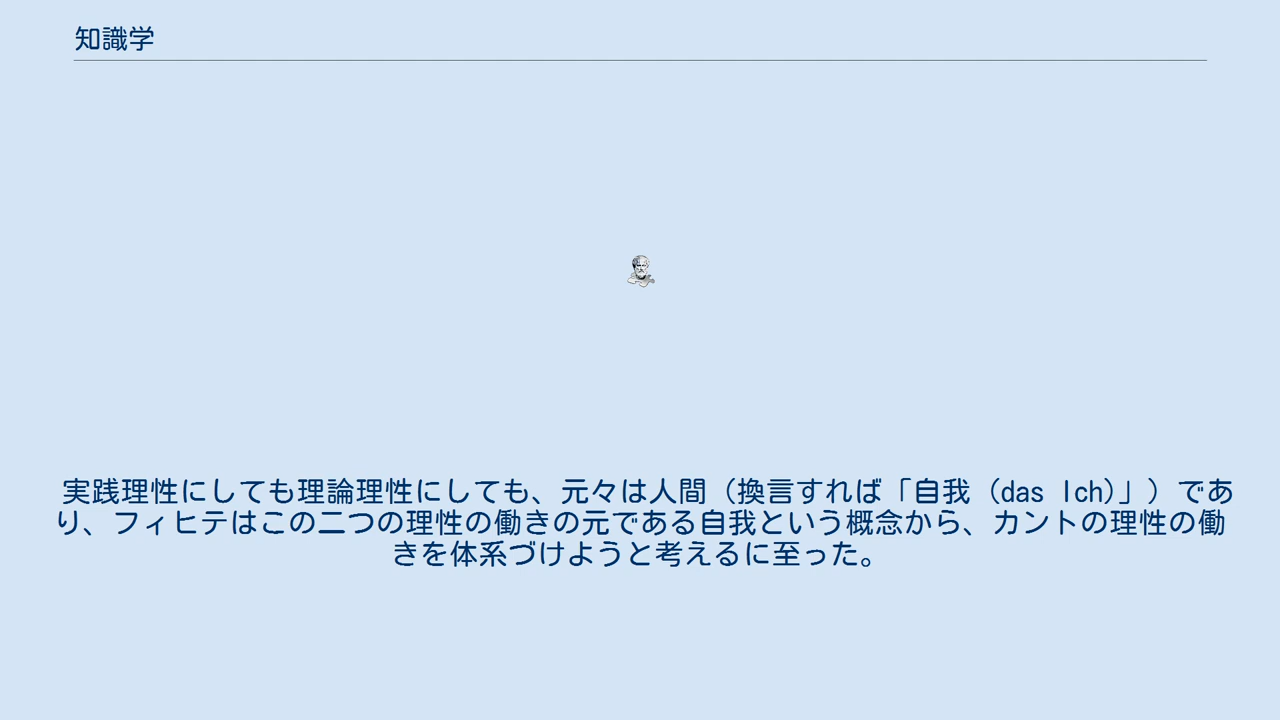 知識学
実践理性にしても理論理性にしても、元々は人間（換言すれば「自我（das Ich）」）であ
り、フィヒテはこの二つの理性の働きの元である自我という概念から、カントの理性の働
きを体系づけようと考えるに至った。